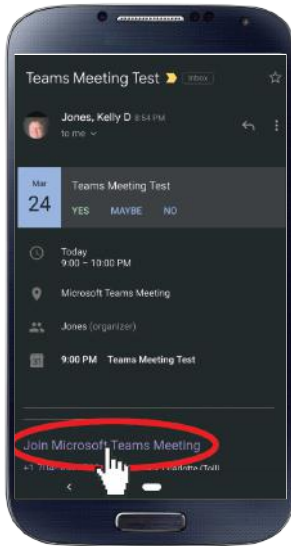 Teams Meeting Test Inbox
Jones, Kelly D 8:54 PM
to me
Mar
24
Teams Meeting Test
YES MAYBE NO
Today
9:00 – 10:00 PM
Microsoft Teams Meeting
Jones (organizer)
31
9:00 PM Teams Meeting Test
Join Microsoft Teams Meeting